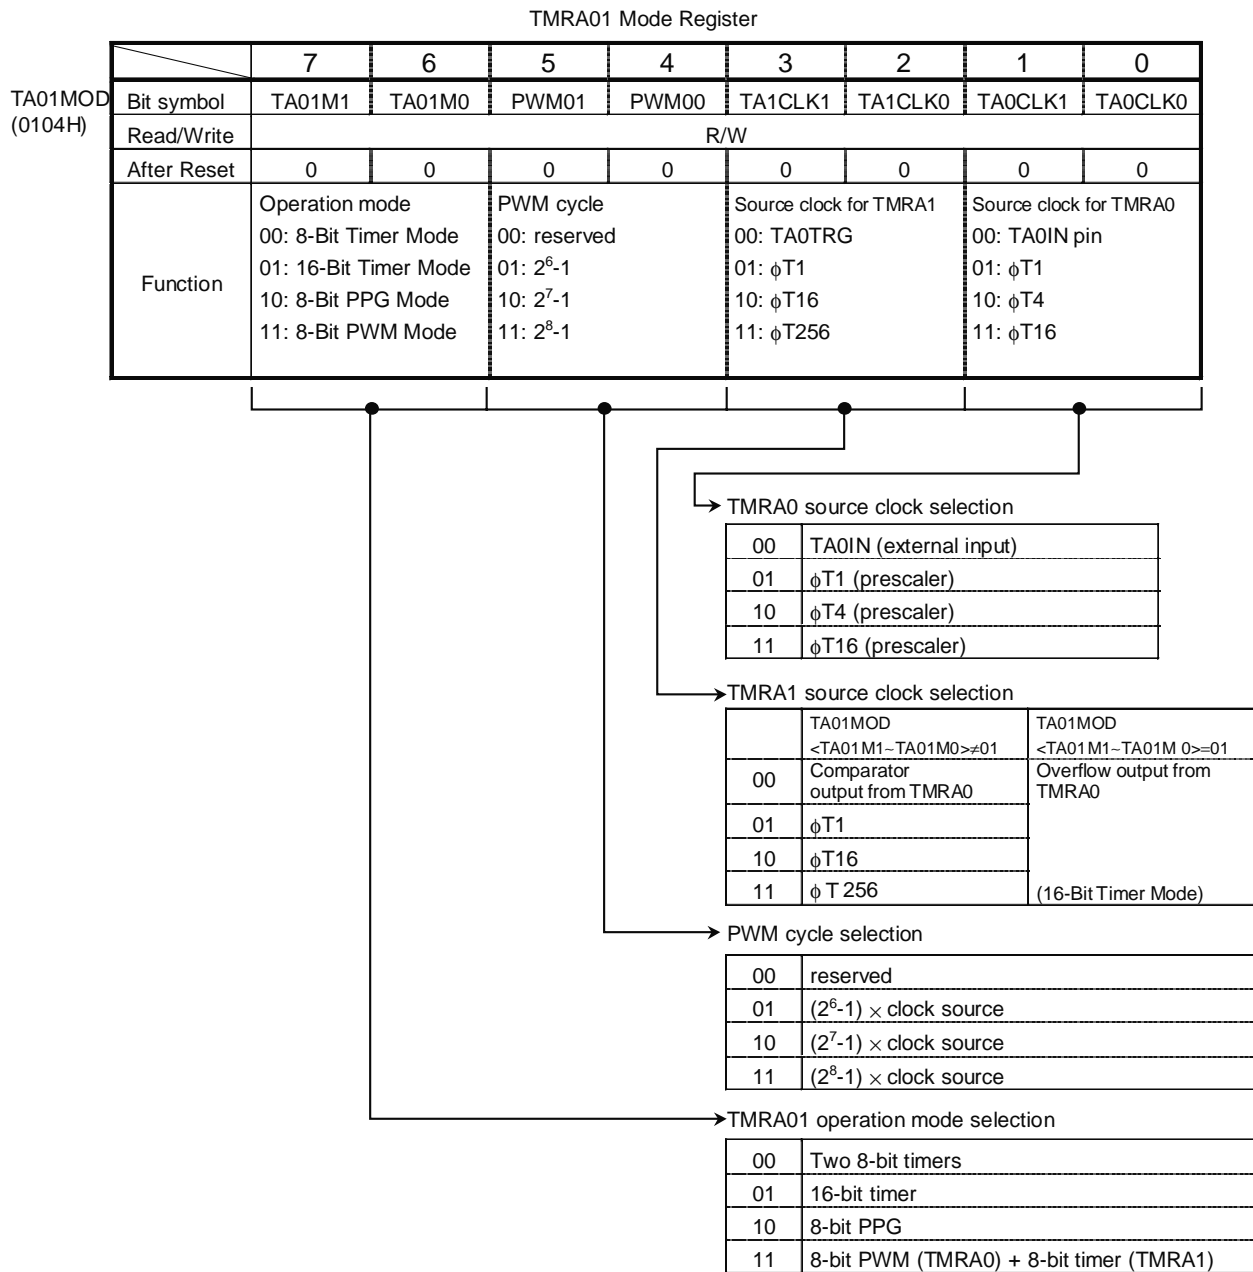 TMRA01 Mode Register
7 6 5 4 3 2 1 0
TA01MOD
(0104H)
Bit symbol TA01M1 TA01M0 PWM01 PWM00 TA1CLK1 TA1CLK0 TA0CLK1 TA0CLK0
Read/Write R/W
After Reset 0 0 0 0 0 0 0 0
Function
Operation mode
00: 8-Bit Timer Mode
01: 16-Bit Timer Mode
10: 8-Bit PPG Mode
11: 8-Bit PWM Mode
PWM cycle
00: reserved
01: 2⁶-1
10: 2⁷-1
11: 2⁸-1
Source clock for TMRA1
00: TA0TRG
01: ϕT1
10: ϕT16
11: ϕT256
Source clock for TMRA0
00: TA0IN pin
01: ϕT1
10: ϕT4
11: ϕT16
TMRA0 source clock selection
00 TA0IN (external input)
01 ϕT1 (prescaler)
10 ϕT4 (prescaler)
11 ϕT16 (prescaler)
TMRA1 source clock selection
TA01MOD
<TA01M1~TA01M0>≠01
TA01MOD
<TA01M1~TA01M 0>=01
00 Comparator
output from TMRA0
Overflow output from
TMRA0
01 ϕT1
10 ϕT16
11 ϕ T 256 (16-Bit Timer Mode)
PWM cycle selection
00 reserved
01 (2⁶-1) × clock source
10 (2⁷-1) × clock source
11 (2⁸-1) × clock source
TMRA01 operation mode selection
00 Two 8-bit timers
01 16-bit timer
10 8-bit PPG
11 8-bit PWM (TMRA0) + 8-bit timer (TMRA1)